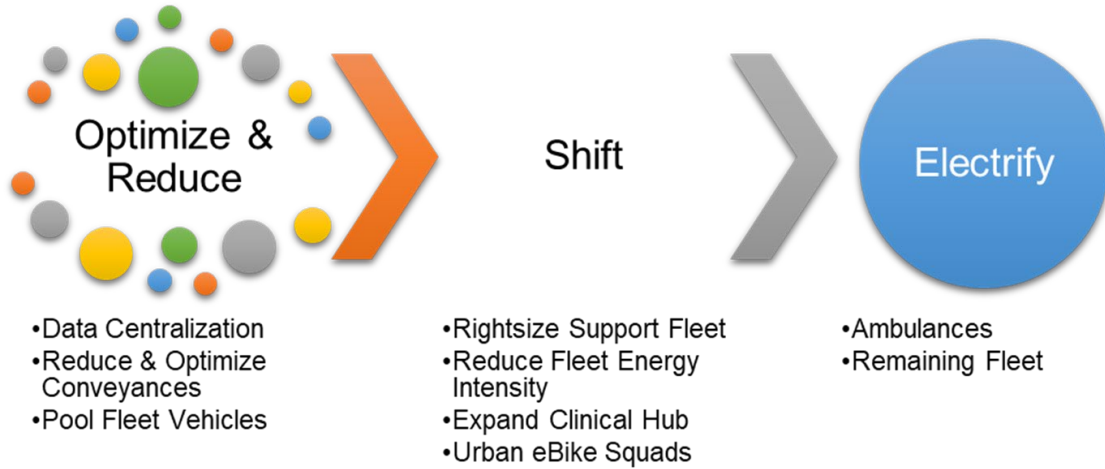 Optimize &
Reduce
Shift
Electrify
•Data Centralization
•Reduce & Optimize
Conveyances
•Pool Fleet Vehicles
•Rightsize Support Fleet
•Reduce Fleet Energy
Intensity
•Expand Clinical Hub
•Urban eBike Squads
•Ambulances
•Remaining Fleet